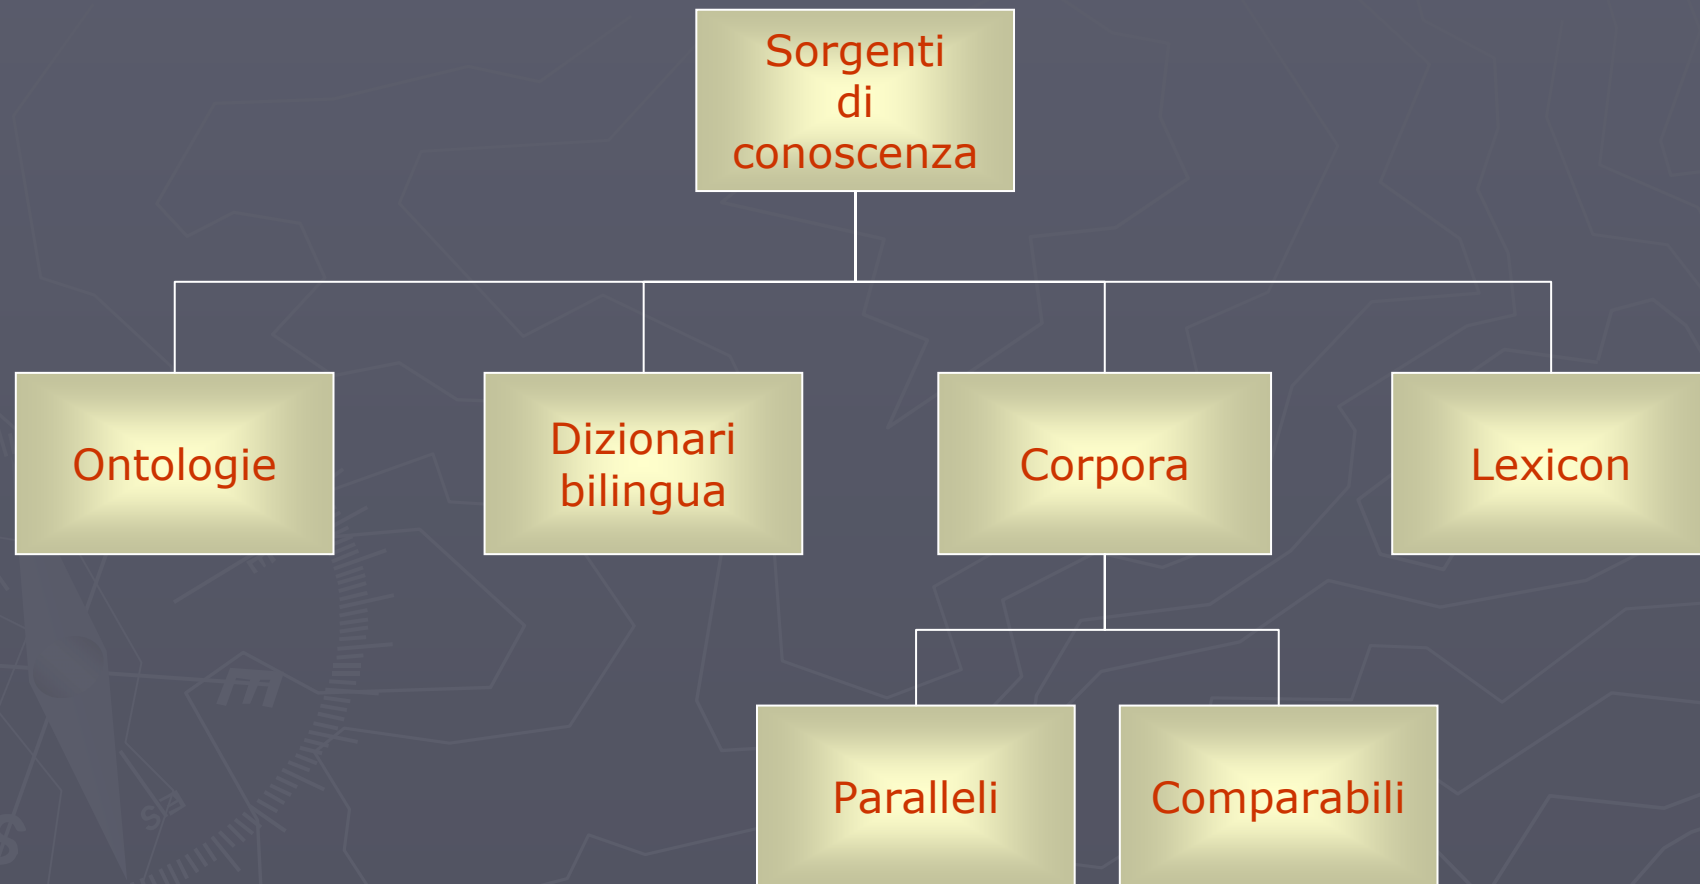 Sorgenti
di
conoscenza
Ontologie
Dizionari
bilingua
Corpora
Lexicon
Paralleli
Comparabili